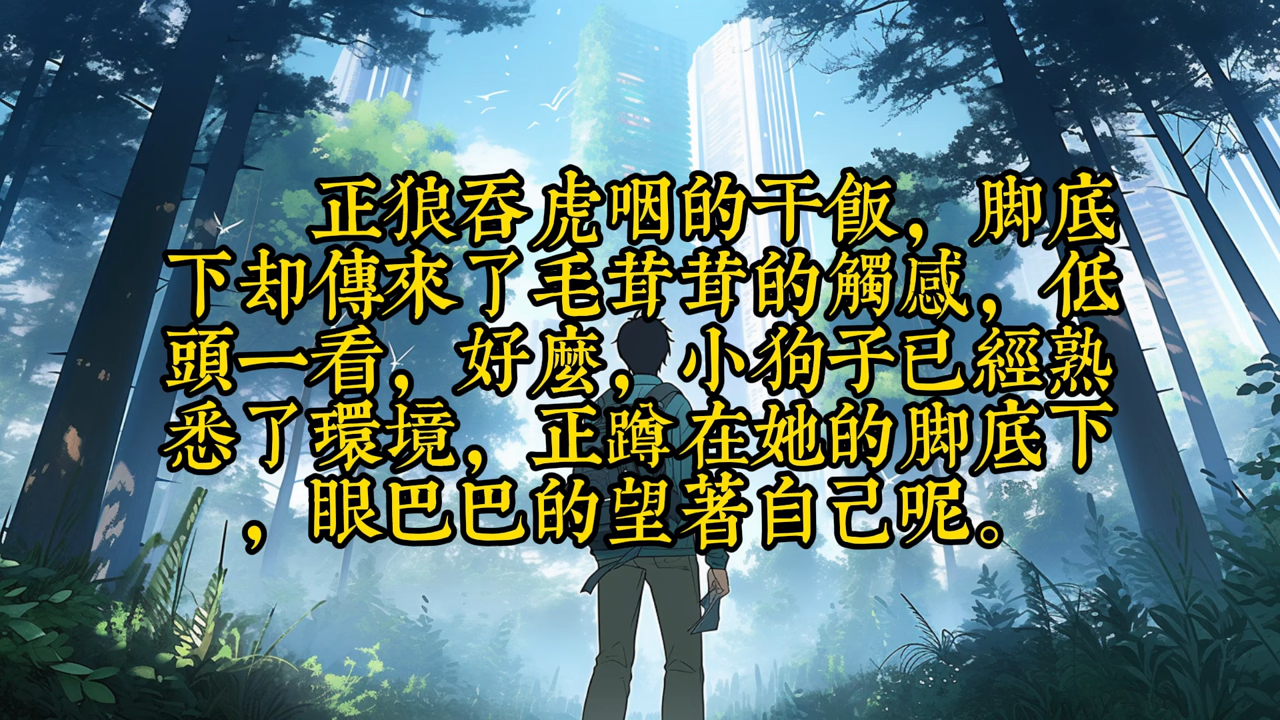 正狼吞虎咽的干飯，脚底
下却傳來了毛茸茸的觸感，低
頭一看，好麼，小狗子已經熟
悉了環境，正蹲在她的脚底下
，眼巴巴的望著自己呢。